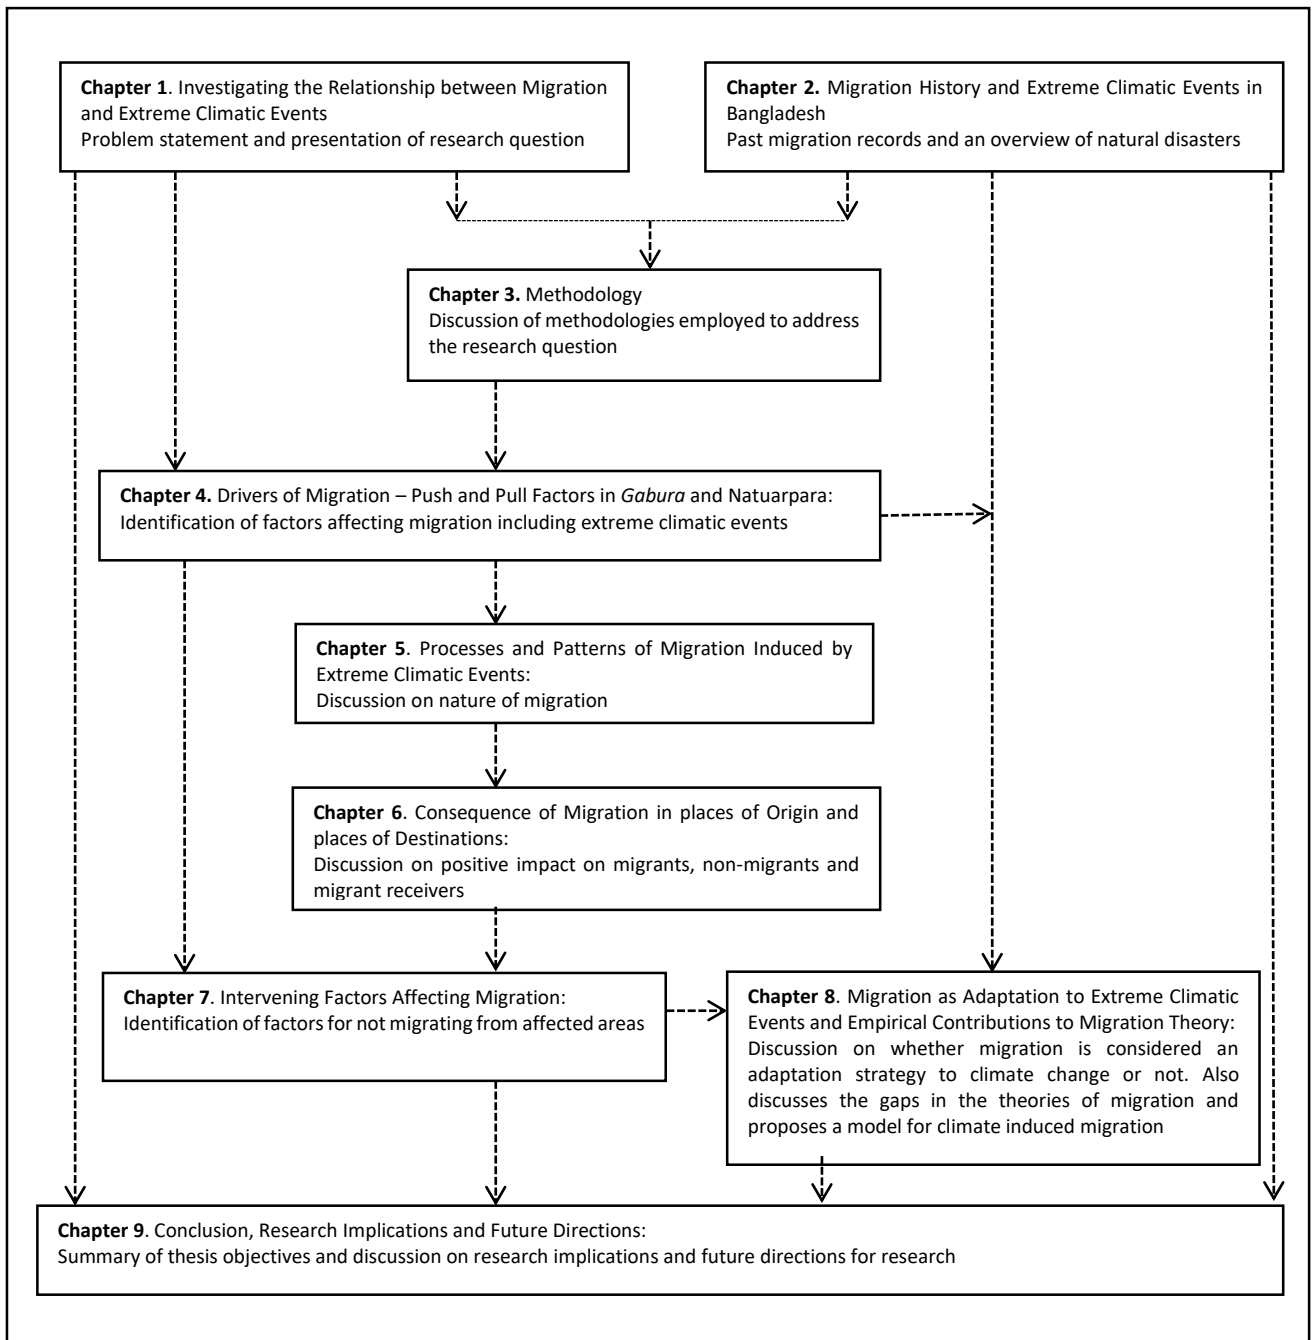 Chapter 1. Investigating the Relationship between Migration
and Extreme Climatic Events
Problem statement and presentation of research question
Chapter 2. Migration History and Extreme Climatic Events in
Bangladesh
Past migration records and an overview of natural disasters
Chapter 3. Methodology
Discussion of methodologies employed to address
the research question
Chapter 4. Drivers of Migration – Push and Pull Factors in Gabura and Natuarpara:
Identification of factors affecting migration including extreme climatic events
Chapter 5. Processes and Patterns of Migration Induced by
Extreme Climatic Events:
Discussion on nature of migration
Chapter 6. Consequence of Migration in places of Origin and
places of Destinations:
Discussion on positive impact on migrants, non-migrants and
migrant receivers
Chapter 7. Intervening Factors Affecting Migration:
Identification of factors for not migrating from affected areas
Chapter 8. Migration as Adaptation to Extreme Climatic
Events and Empirical Contributions to Migration Theory:
Discussion on whether migration is considered an
adaptation strategy to climate change or not. Also
discusses the gaps in the theories of migration and
proposes a model for climate induced migration
Chapter 9. Conclusion, Research Implications and Future Directions:
Summary of thesis objectives and discussion on research implications and future directions for research